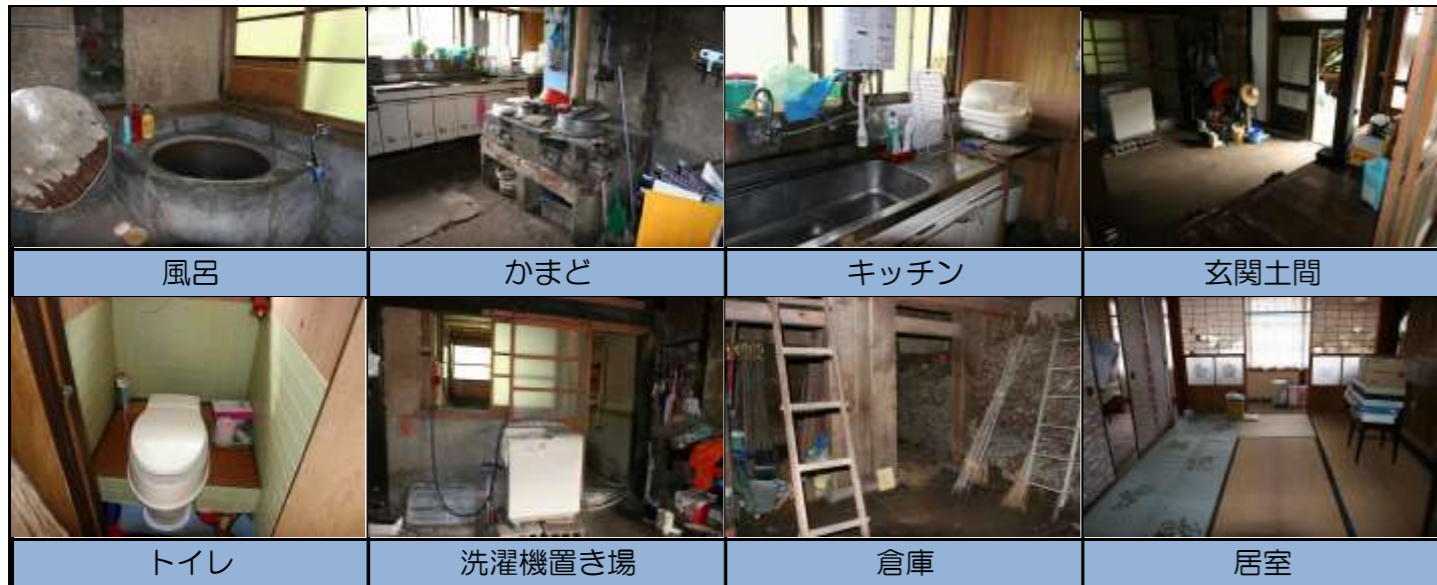 風呂
かまど
キッチン
玄関土間
トイレ
洗濯機置き場
倉庫
居室